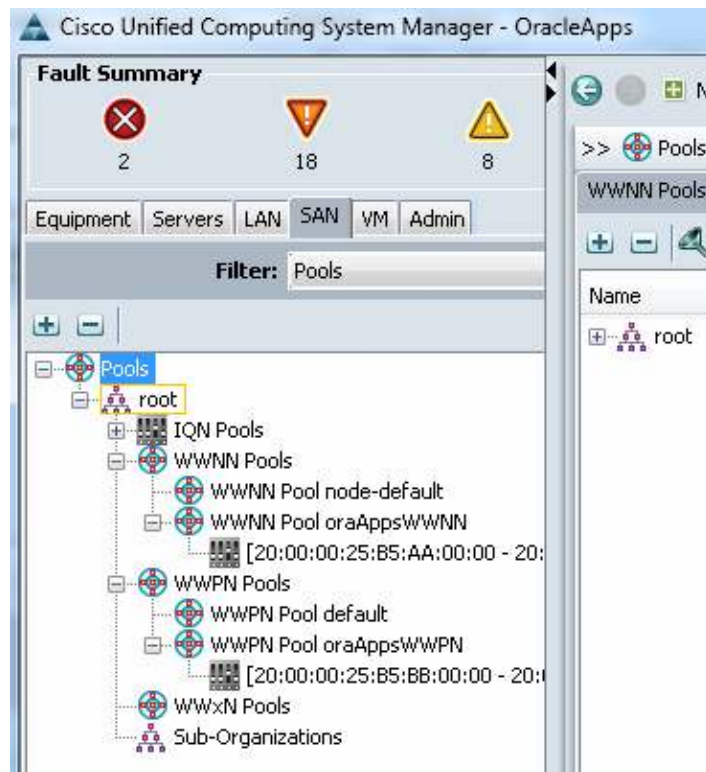 Cisco Unified Computing System Manager - OracleApps
Fault Summary
2 18 8
Equipment Servers LAN SAN VM Admin
Filter: Pools
Pools
root
IQN Pools
WWNN Pools
WWNN Pool node-default
WWNN Pool oraAppsWWNN
[20:00:00:25:B5:AA:00:00 - 20:
WWPN Pools
WWPN Pool default
WWPN Pool oraAppsWWPN
[20:00:00:25:B5:BB:00:00 - 20:
WWxN Pools
Sub-Organizations
>> Pools
WWNN Pools
Name
root